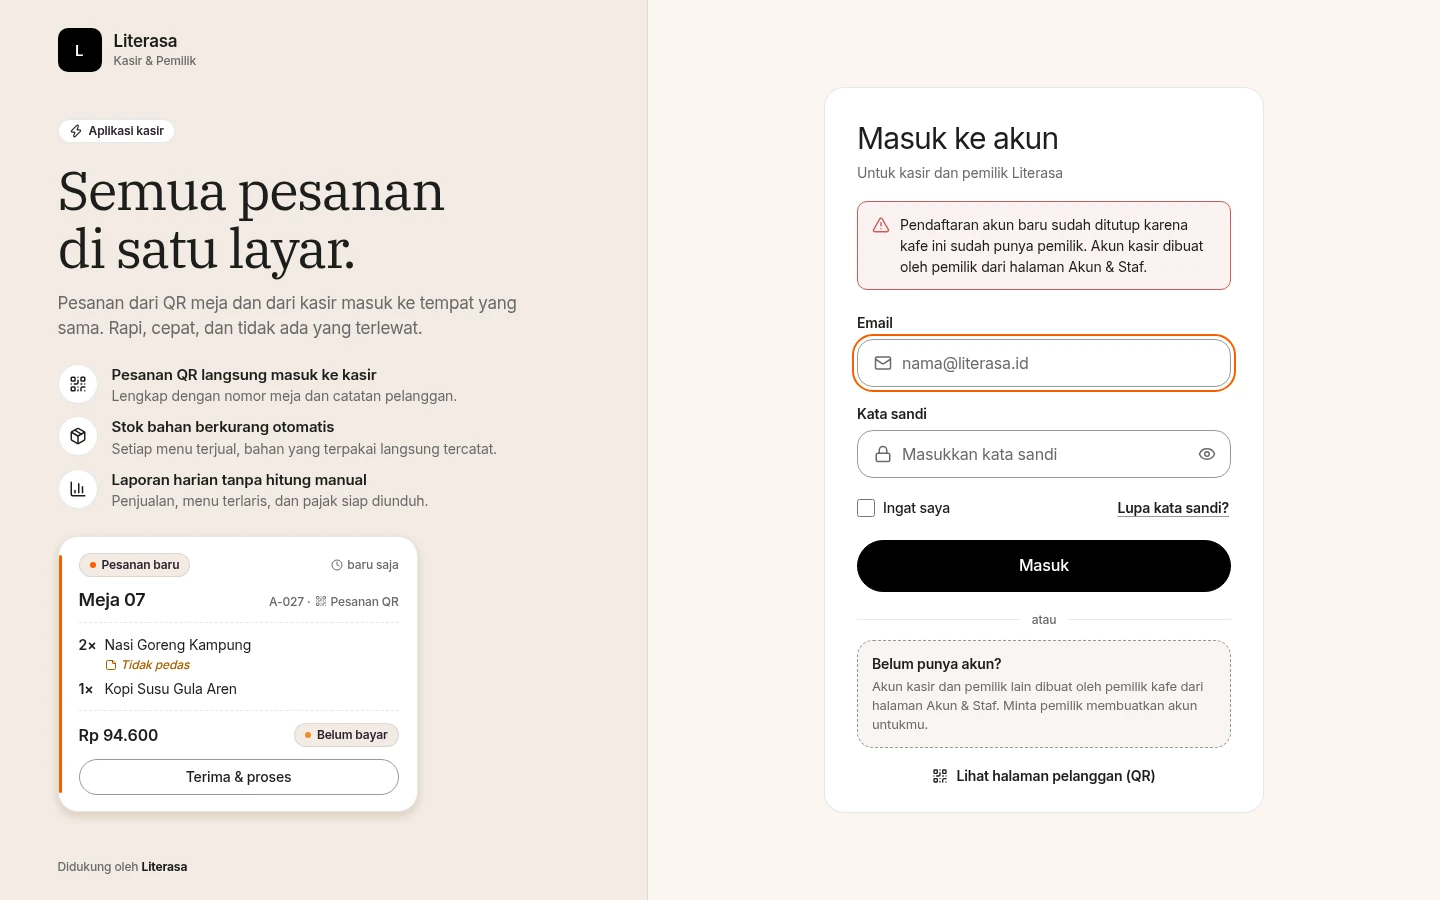 L
Literasa
Kasir & Pemilik
Aplikasi kasir
Semua pesanan
di satu layar.
Pesanan dari QR meja dan dari kasir masuk ke tempat yang
sama. Rapi, cepat, dan tidak ada yang terlewat.
Pesanan QR langsung masuk ke kasir
Lengkap dengan nomor meja dan catatan pelanggan.
Stok bahan berkurang otomatis
Setiap menu terjual, bahan yang terpakai langsung tercatat.
Laporan harian tanpa hitung manual
Penjualan, menu terlaris, dan pajak siap diunduh.
Pesanan baru
baru saja
Meja 07
A-027 · Pesanan QR
2× Nasi Goreng Kampung
Tidak pedas
1× Kopi Susu Gula Aren
Rp 94.600
Belum bayar
Terima & proses
Didukung oleh Literasa
Masuk ke akun
Untuk kasir dan pemilik Literasa
Pendaftaran akun baru sudah ditutup karena
kafe ini sudah punya pemilik. Akun kasir dibuat
oleh pemilik dari halaman Akun & Staf.
Email
nama@literasa.id
Kata sandi
Masukkan kata sandi
Ingat saya
Lupa kata sandi?
Masuk
atau
Belum punya akun?
Akun kasir dan pemilik lain dibuat oleh pemilik kafe dari
halaman Akun & Staf. Minta pemilik membuatkan akun
untukmu.
Lihat halaman pelanggan (QR)